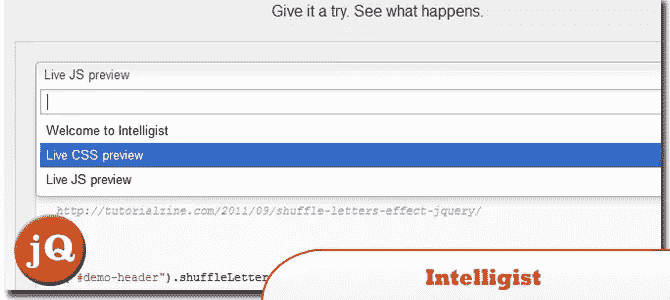 Give it a try. See what happens.
Live JS preview
Welcome to Intelligist
Live CSS preview
Live JS preview
http://tutorialzine.com/2011/09/shuffle-letters-effect-jquery/
#demo-header").shuffleLette
jQ
Intelligist